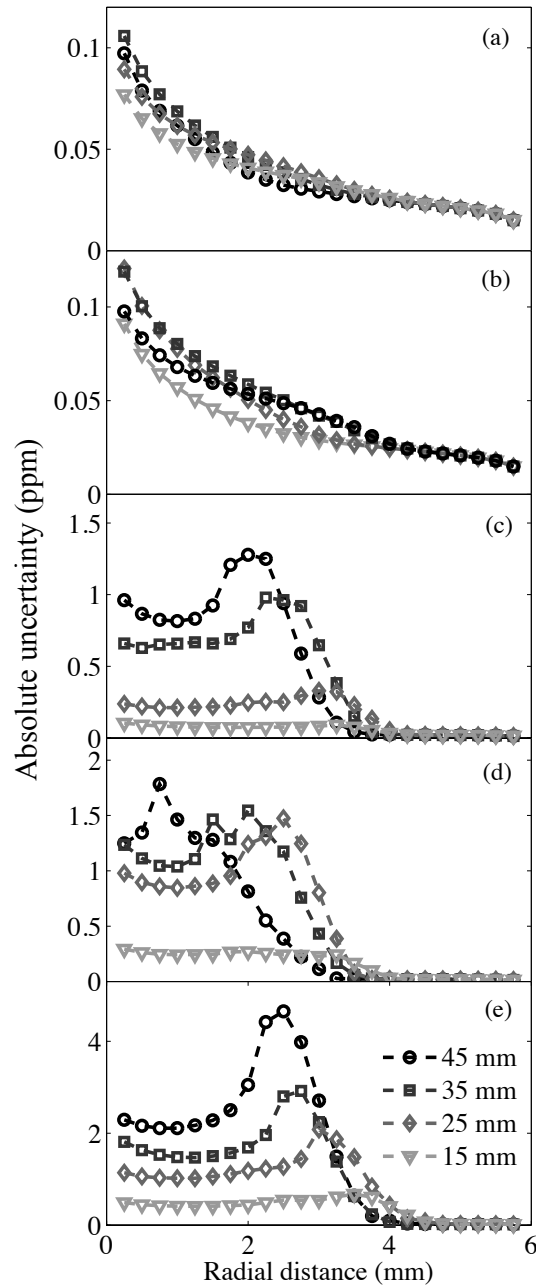 (a)
0.1
0.05
0
(b)
0.1
0.05
0
(c)
1.5
1
0.5
0
(d)
2
1.5
1
0.5
0
(e)
4
2
0
45 mm
35 mm
25 mm
15 mm
0 2 4 6
Radial distance (mm)
Absolute uncertainty (ppm)